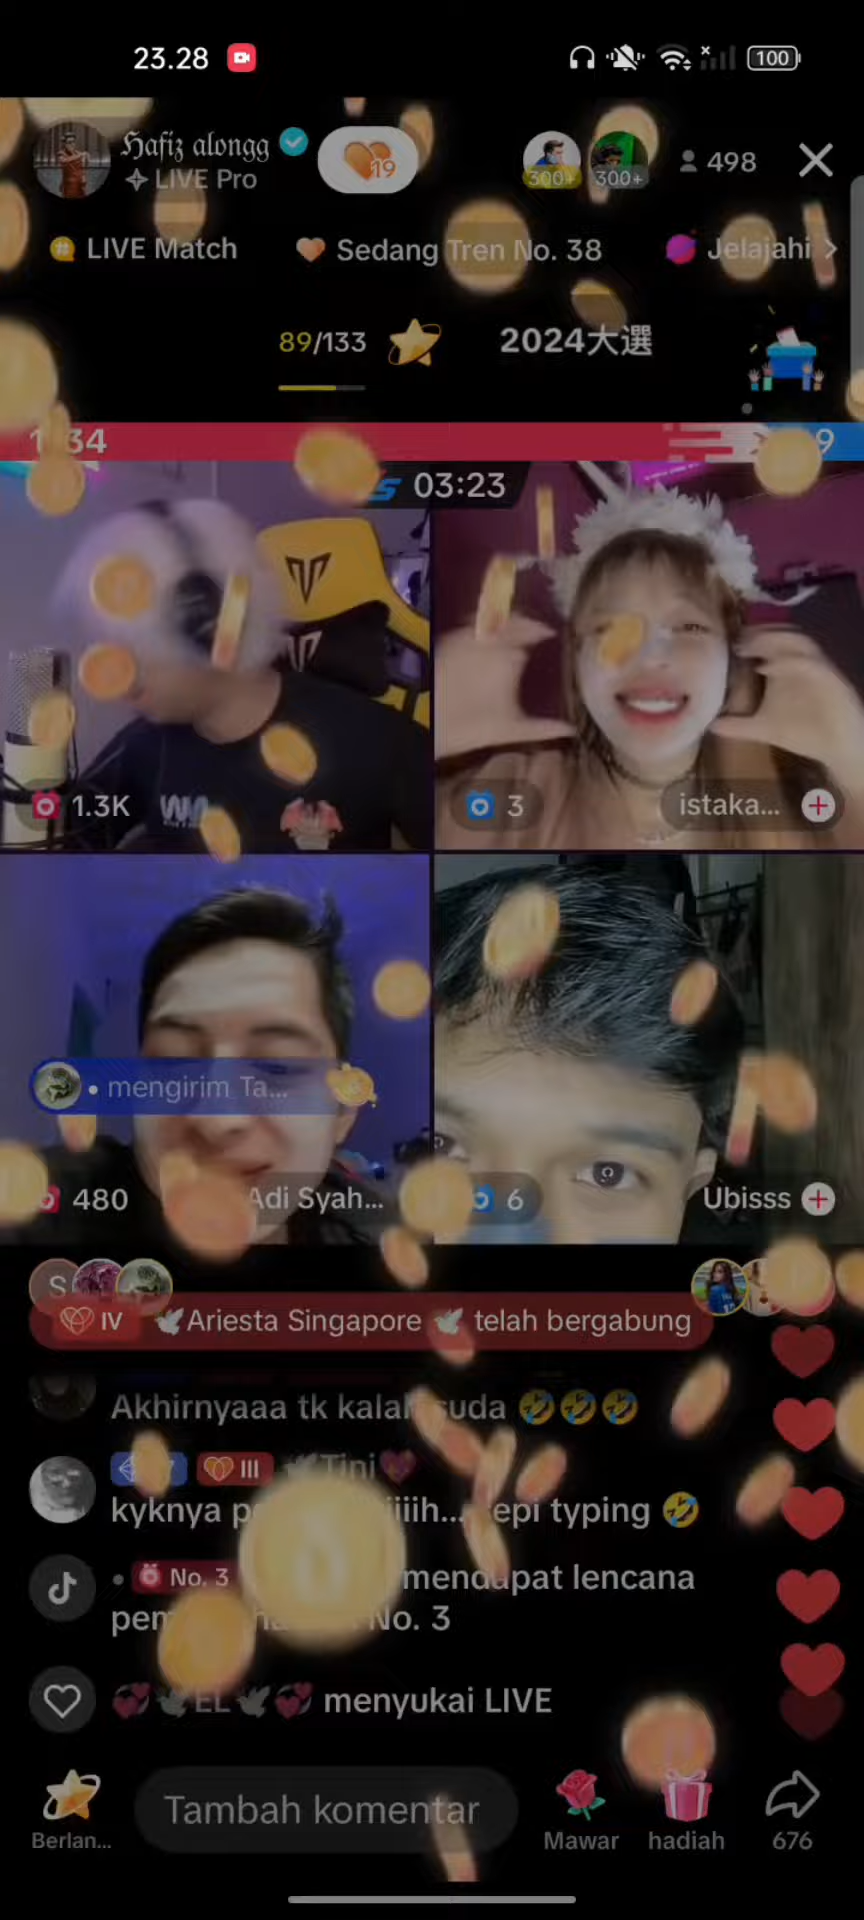 23.28
100
Hafiz alongg
LIVE Pro
19
300+
300+
498
LIVE Match
Sedang Tren No. 38
Jelajahi
89/133
2024大選
03:23
1.3K
3
istaka...
mengirim Ta...
480
Adi Syah...
6
Ubisss
S
IV 🕊Ariesta Singapore 🕊 telah bergabung
Akhirnyaaa tk kalah suda 🤣🤣🤣
III 🕊Tini💖
kyknya typing 🤣
No. 3 mendapat lencana
No. 3
💞🕊EL🕊💞 menyukai LIVE
Berlan...
Tambah komentar
Mawar
hadiah
676